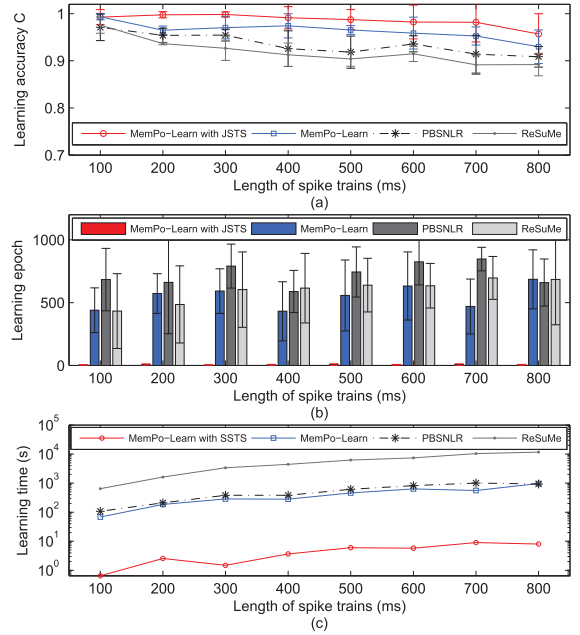 1
0.9
0.8
0.7
Learning accuracy C
MemPo−Learn with JSTS MemPo−Learn PBSNLR ReSuMe
100 200 300 400 500 600 700 800
Length of spike trains (ms)
(a)
MemPo−Learn with JSTS MemPo−Learn PBSNLR ReSuMe
1000
500
0
Learning epoch
100 200 300 400 500 600 700 800
Length of spike trains (ms)
(b)
MemPo−Learn with SSTS MemPo−Learn PBSNLR ReSuMe
10^5
10^4
10^3
10^2
10^1
10^0
Learning time (s)
100 200 300 400 500 600 700 800
Length of spike trains (ms)
(c)